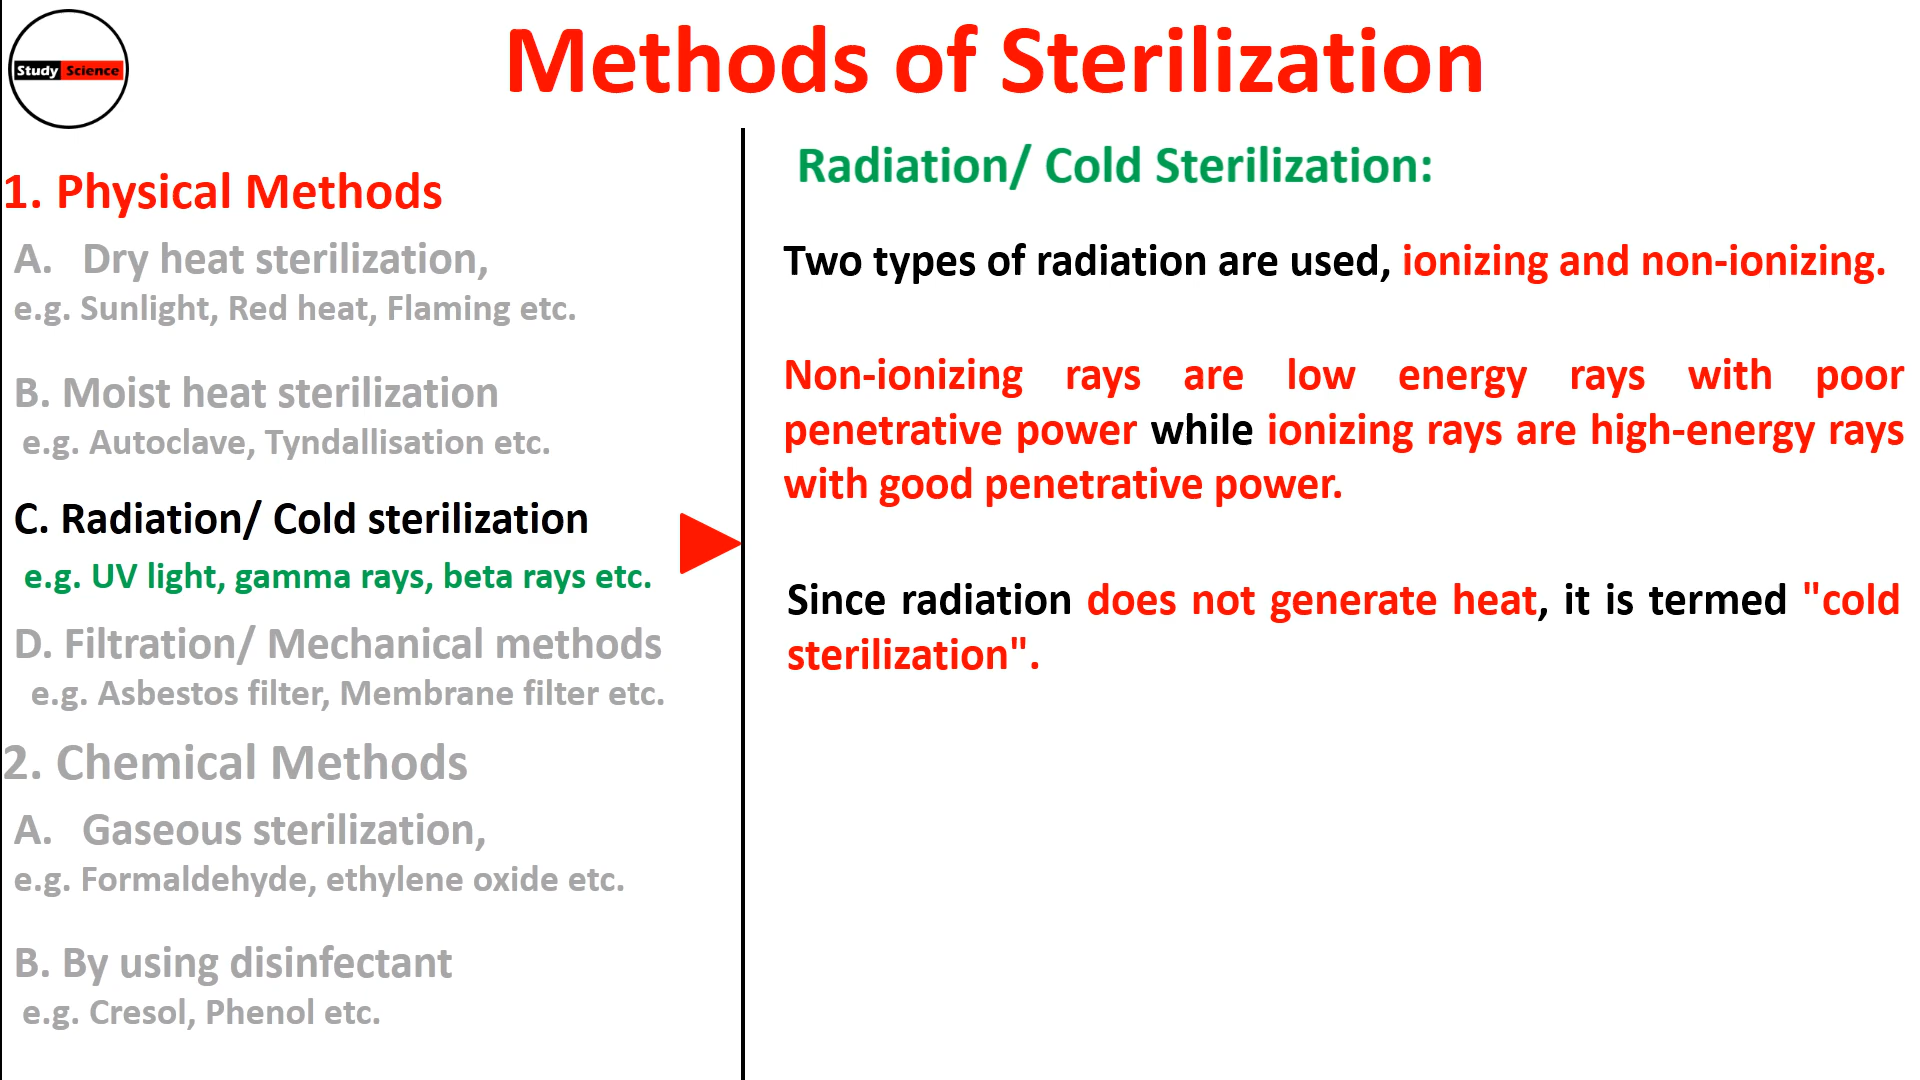 Study Science
Methods of Sterilization
1. Physical Methods
A. Dry heat sterilization,
e.g. Sunlight, Red heat, Flaming etc.
B. Moist heat sterilization
e.g. Autoclave, Tyndallisation etc.
C. Radiation/ Cold sterilization
e.g. UV light, gamma rays, beta rays etc.
D. Filtration/ Mechanical methods
e.g. Asbestos filter, Membrane filter etc.
2. Chemical Methods
A. Gaseous sterilization,
e.g. Formaldehyde, ethylene oxide etc.
B. By using disinfectant
e.g. Cresol, Phenol etc.
Radiation/ Cold Sterilization:
Two types of radiation are used, ionizing and non-ionizing.
Non-ionizing rays are low energy rays with poor
penetrative power while ionizing rays are high-energy rays
with good penetrative power.
Since radiation does not generate heat, it is termed "cold
sterilization".